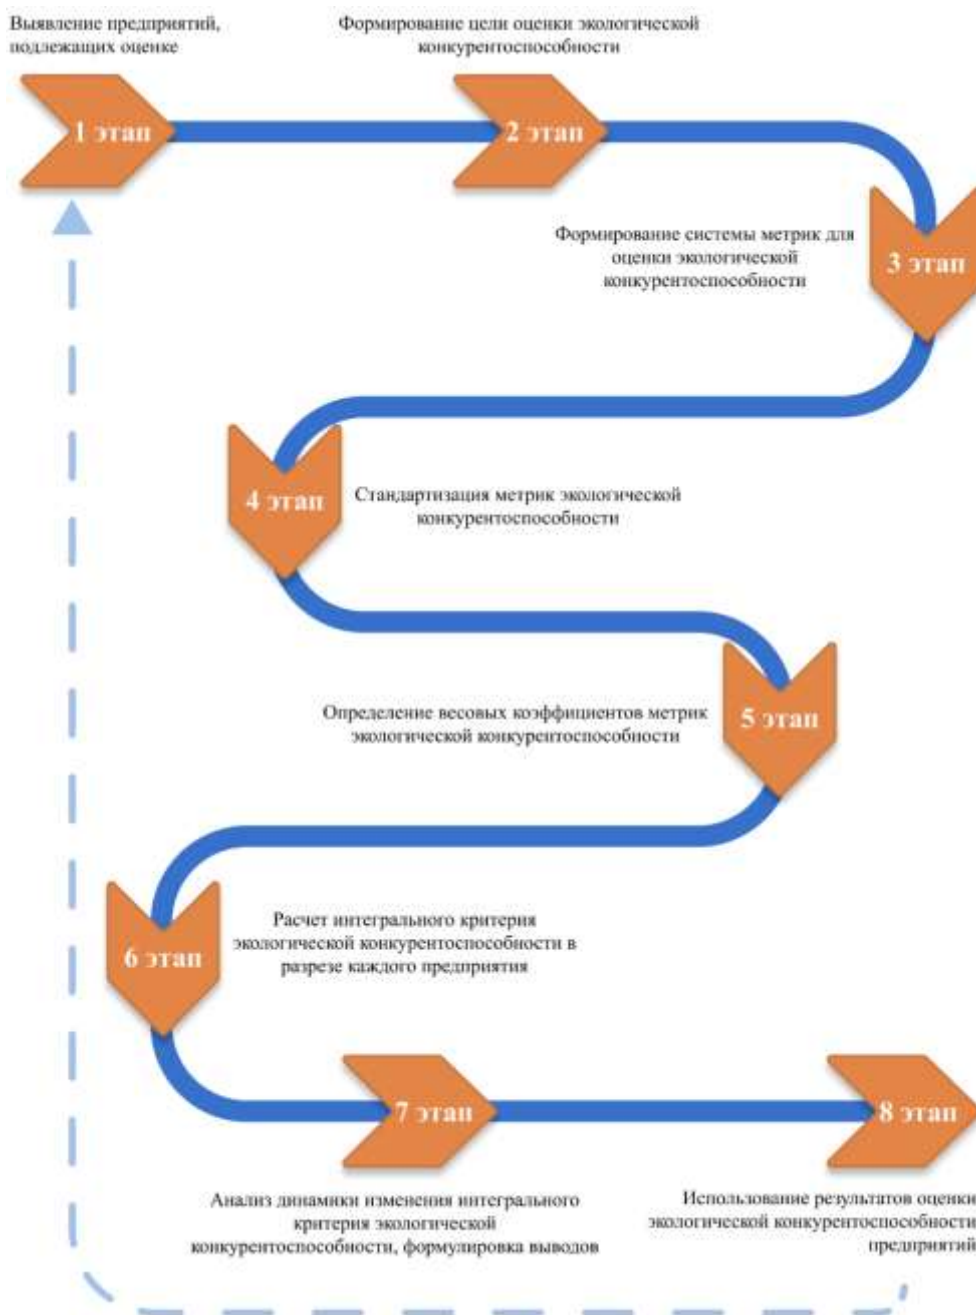 Выявление предприятий,
подлежащих оценке
Формирование цели оценки экологической
конкурентоспособности
1 этап
2 этап
Формирование системы метрик для
оценки экологической
конкурентоспособности
3 этап
4 этап
Стандартизация метрик экологической
конкурентоспособности
Определение весовых коэффициентов метрик
экологической конкурентоспособности
5 этап
6 этап
Расчет интегрального критерия
экологической конкурентоспособности в
разрезе каждого предприятия
7 этап
8 этап
Анализ динамики изменения интегрального
критерия экологической
конкурентоспособности, формулировка выводов
Использование результатов оценки
экологической конкурентоспособности
предприятий